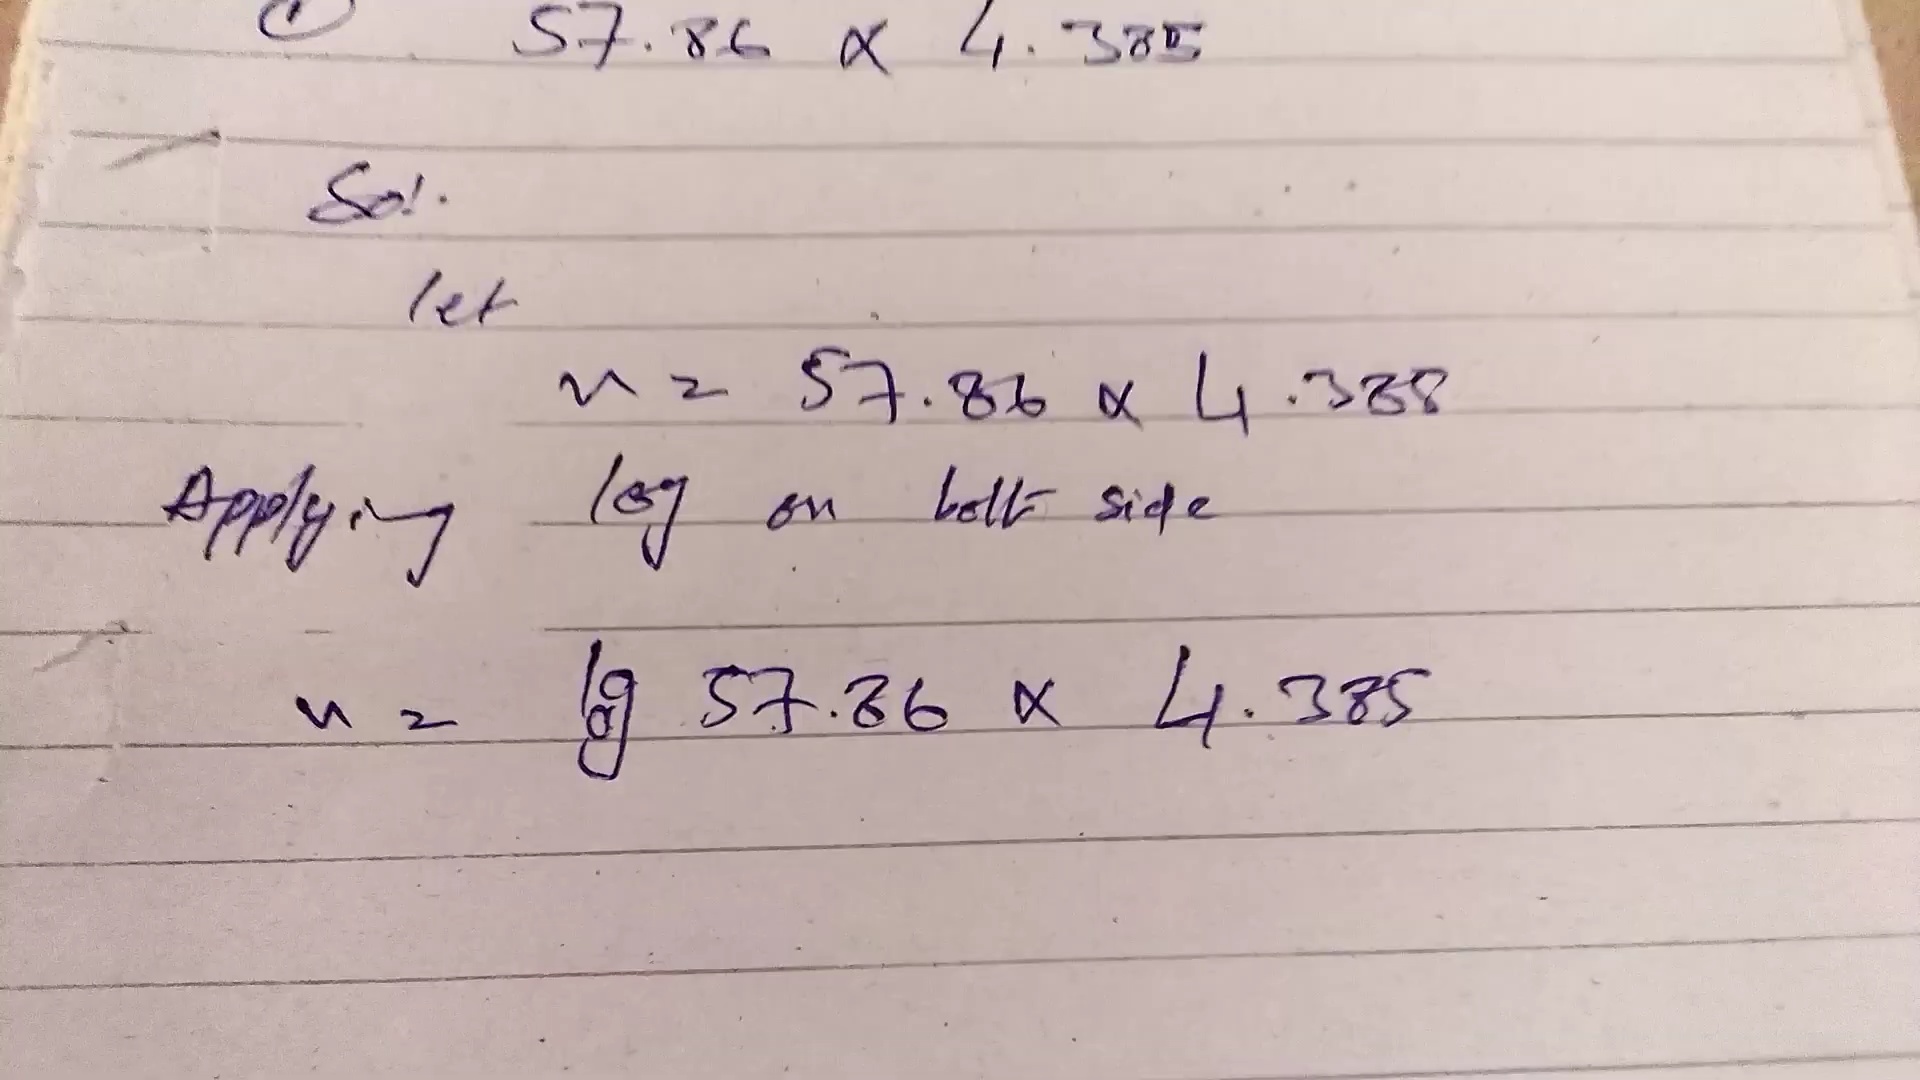 ① 57.86 x 4.385
Sol.
let
x = 57.86 x 4.388
Applying log on both side
x = log 57.86 x 4.385